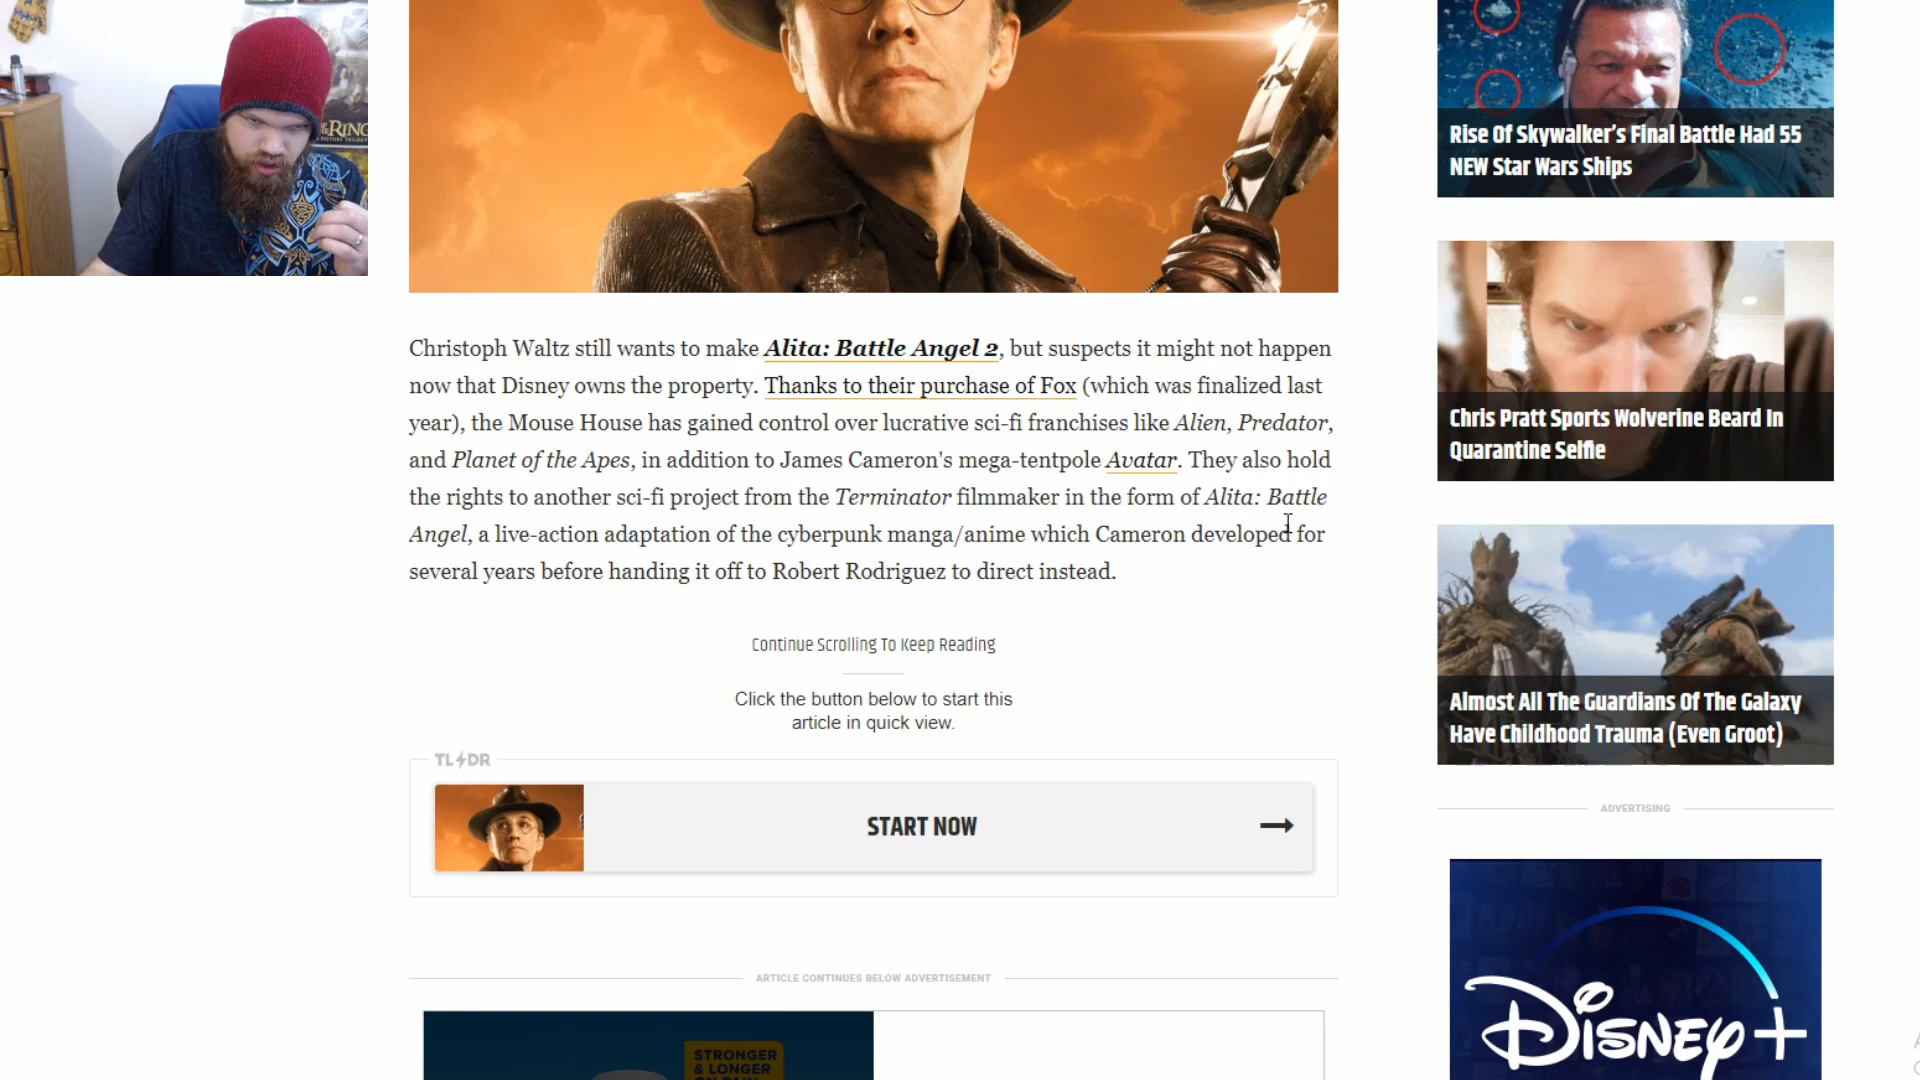 RING
PICTURE TRILOGY
Christoph Waltz still wants to make Alita: Battle Angel 2, but suspects it might not happen
now that Disney owns the property. Thanks to their purchase of Fox (which was finalized last
year), the Mouse House has gained control over lucrative sci-fi franchises like Alien, Predator,
and Planet of the Apes, in addition to James Cameron's mega-tentpole Avatar. They also hold
the rights to another sci-fi project from the Terminator filmmaker in the form of Alita: Battle
Angel, a live-action adaptation of the cyberpunk manga/anime which Cameron developed for
several years before handing it off to Robert Rodriguez to direct instead.
Continue Scrolling To Keep Reading
Click the button below to start this
article in quick view.
TL DR
START NOW
ARTICLE CONTINUES BELOW ADVERTISEMENT
STRONGER
& LONGER
Rise Of Skywalker's Final Battle Had 55
NEW Star Wars Ships
Chris Pratt Sports Wolverine Beard In
Quarantine Selfie
Almost All The Guardians Of The Galaxy
Have Childhood Trauma (Even Groot)
ADVERTISING
Disney+